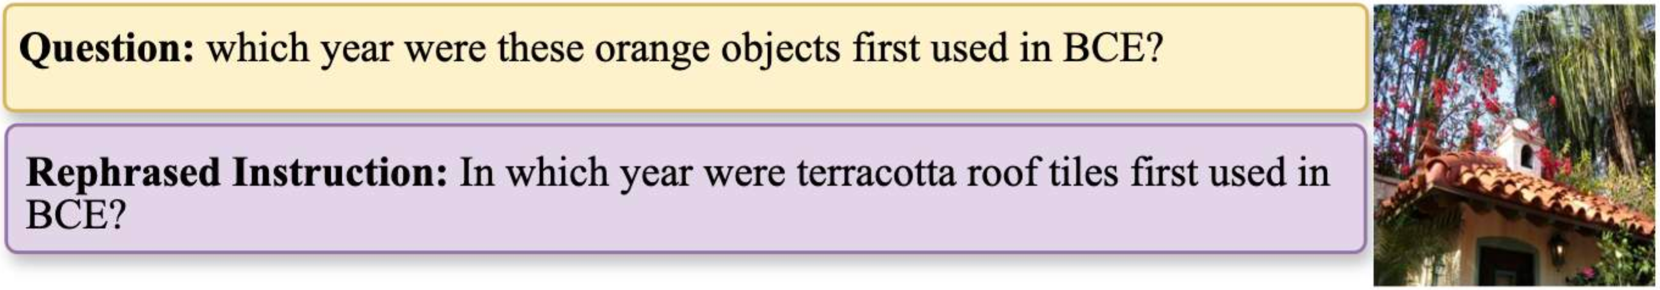 Question: which year were these orange objects first used in BCE?
Rephrased Instruction: In which year were terracotta roof tiles first used in
BCE?